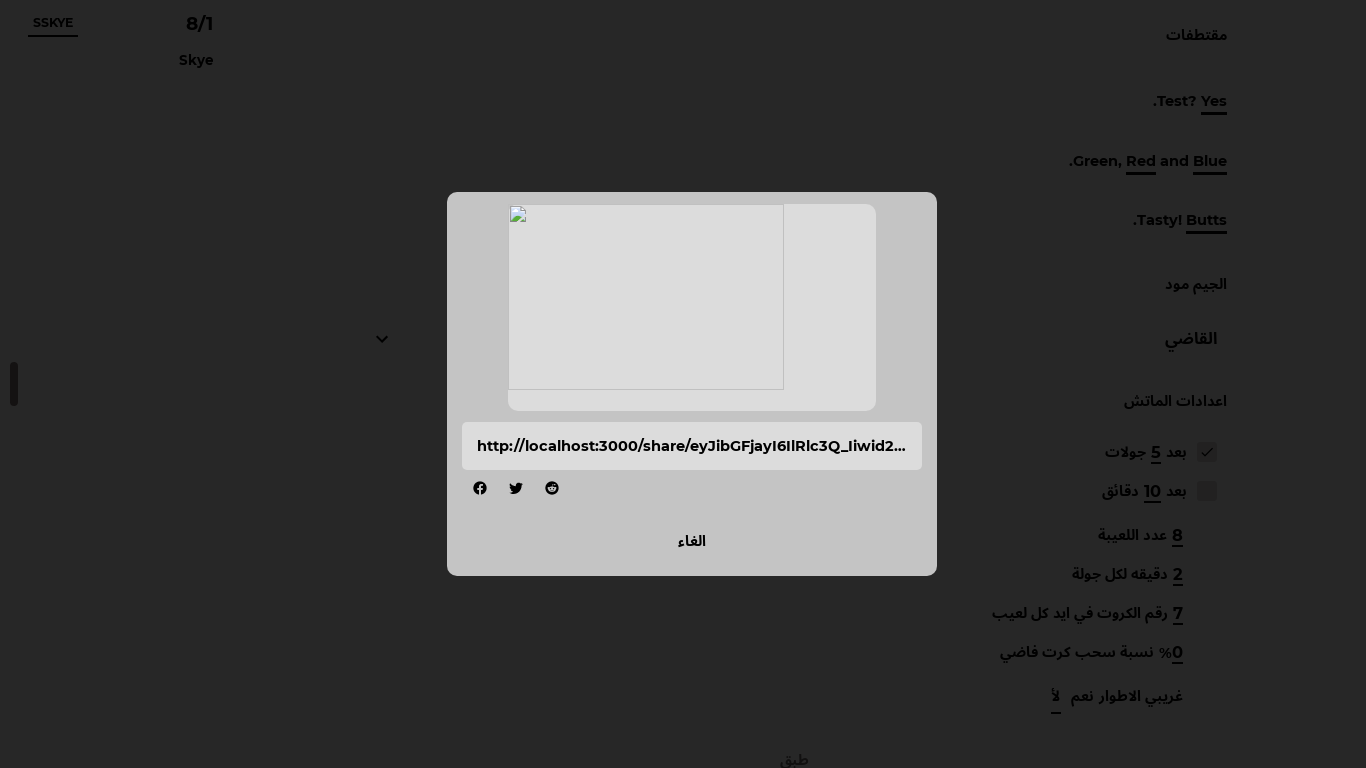 SSKYE
8/1
Skye
مقتطفات
.Test? Yes
.Green, Red and Blue
.Tasty! Butts
الجيم مود
القاضي
اعدادات الماتش
بعد 5 جولات
بعد 10 دقائق
8 عدد اللعيبة
2 دقيقه لكل جولة
7 رقم الكروت في ايد كل لعيب
0% نسبة سحب كرت فاضي
غريبي الاطوار نعم لأ
طبق
http://localhost:3000/share/eyJibGFjayI6IlRlc3Q_Iiwid2...
الغاء